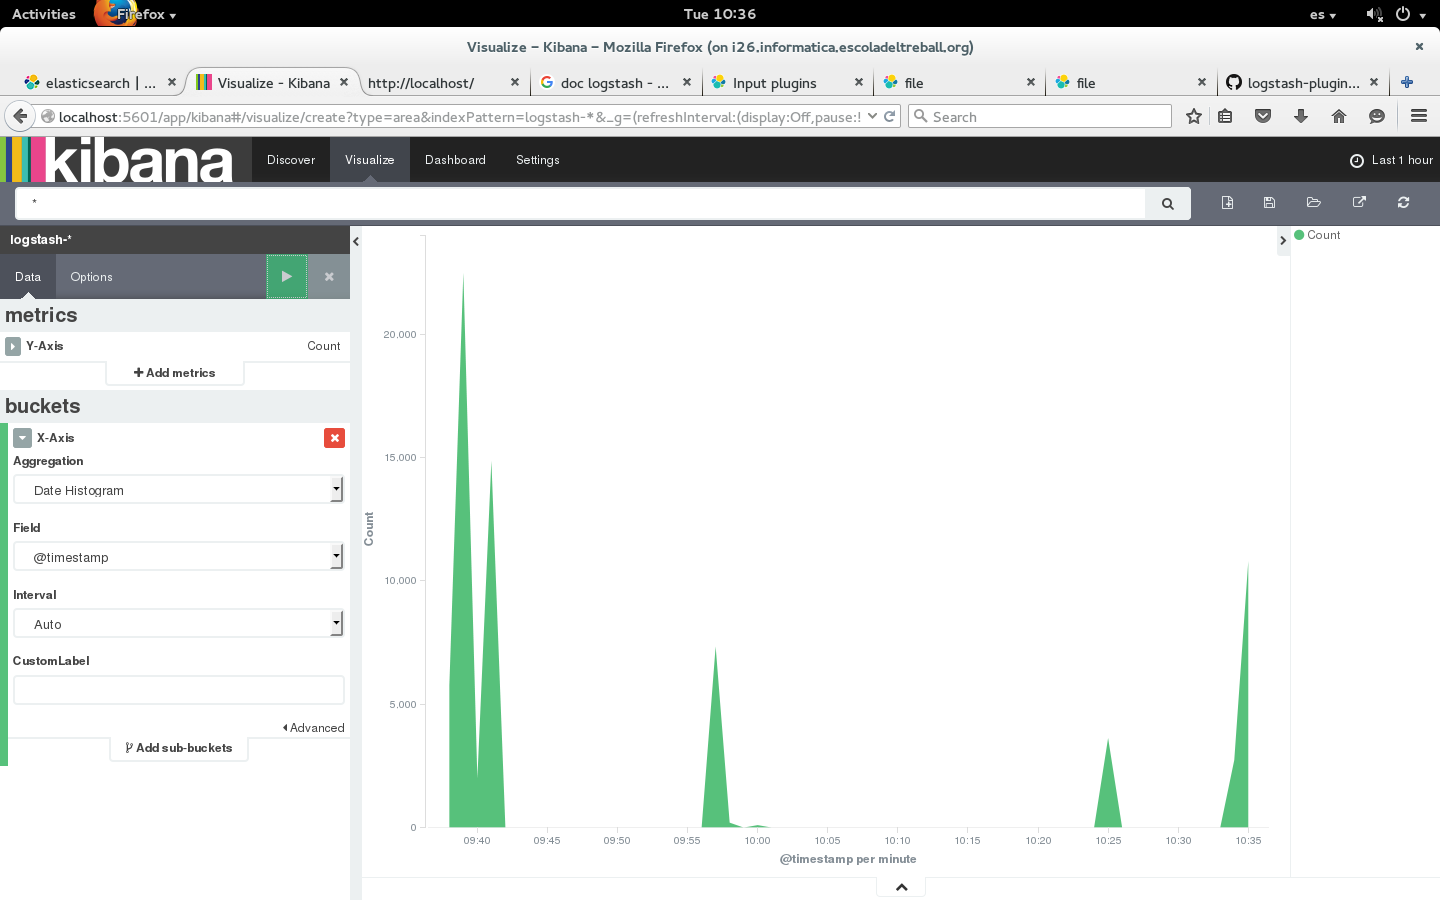 Activities Firefox Tue 10:36 es
Visualize - Kibana - Mozilla Firefox (on i26.informatica.escoladeltreball.org)
elasticsearch | ... Visualize - Kibana http://localhost/ doc logstash - ... Input plugins file file logstash-plugin...
localhost:5601/app/kibana#/visualize/create?type=area&indexPattern=logstash-*&_g=(refreshInterval:(display:Off,pause:! Search
kibana Discover Visualize Dashboard Settings Last 1 hour
*
logstash-*
Data Options
metrics
Y-Axis Count
Add metrics
buckets
X-Axis
Aggregation
Date Histogram
Field
@timestamp
Interval
Auto
CustomLabel
Advanced
Add sub-buckets
Count
20.000
15.000
10.000
5.000
0
Count
09:40 09:45 09:50 09:55 10:00 10:05 10:10 10:15 10:20 10:25 10:30 10:35
@timestamp per minute